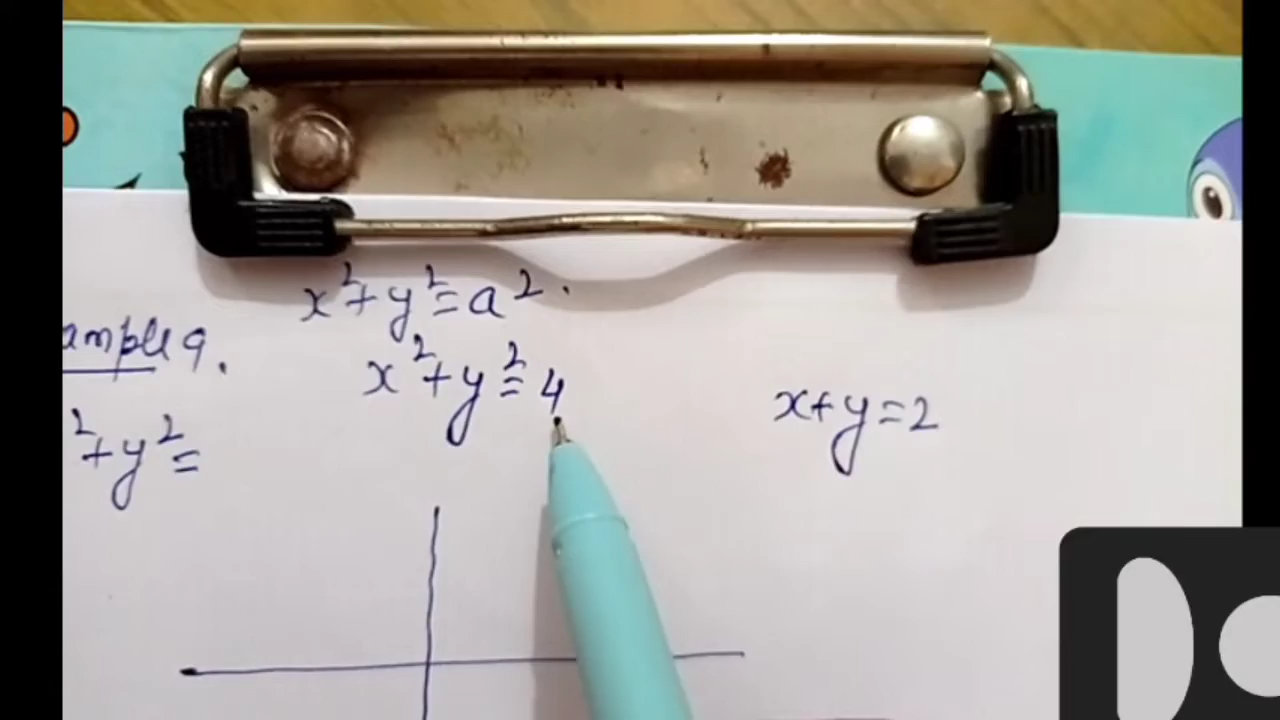 x²+y²=a².
ample 9.
x²+y²=4
x+y=2
²+y²=